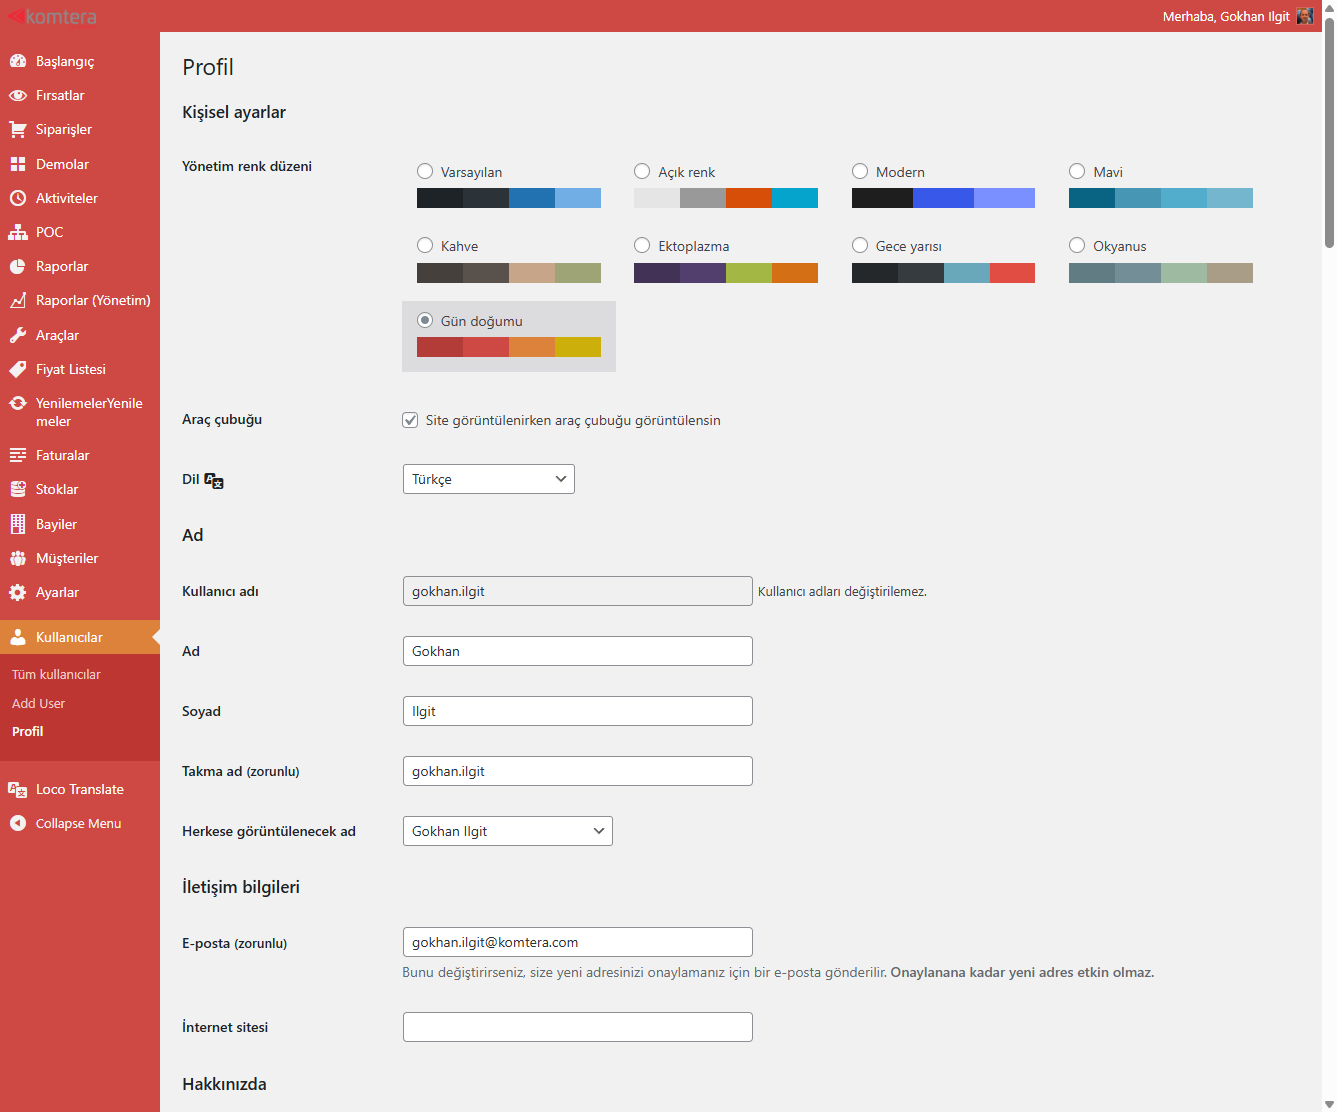 komtera
Merhaba, Gokhan Ilgit
Başlangıç
Fırsatlar
Siparişler
Demolar
Aktiviteler
POC
Raporlar
Raporlar (Yönetim)
Araçlar
Fiyat Listesi
YenilemelerYenile
meler
Faturalar
Stoklar
Bayiler
Müşteriler
Ayarlar
Kullanıcılar
Tüm kullanıcılar
Add User
Profil
Loco Translate
Collapse Menu
Profil
Kişisel ayarlar
Yönetim renk düzeni
Varsayılan
Açık renk
Modern
Mavi
Kahve
Ektoplazma
Gece yarısı
Okyanus
Gün doğumu
Araç çubuğu
Site görüntülenirken araç çubuğu görüntülensin
Dil
Türkçe
Ad
Kullanıcı adı
gokhan.ilgit
Kullanıcı adları değiştirilemez.
Ad
Gokhan
Soyad
Ilgit
Takma ad (zorunlu)
gokhan.ilgit
Herkese görüntülenecek ad
Gokhan Ilgit
İletişim bilgileri
E-posta (zorunlu)
gokhan.ilgit@komtera.com
Bunu değiştirirseniz, size yeni adresinizi onaylamanız için bir e-posta gönderilir. Onaylanana kadar yeni adres etkin olmaz.
İnternet sitesi
Hakkınızda